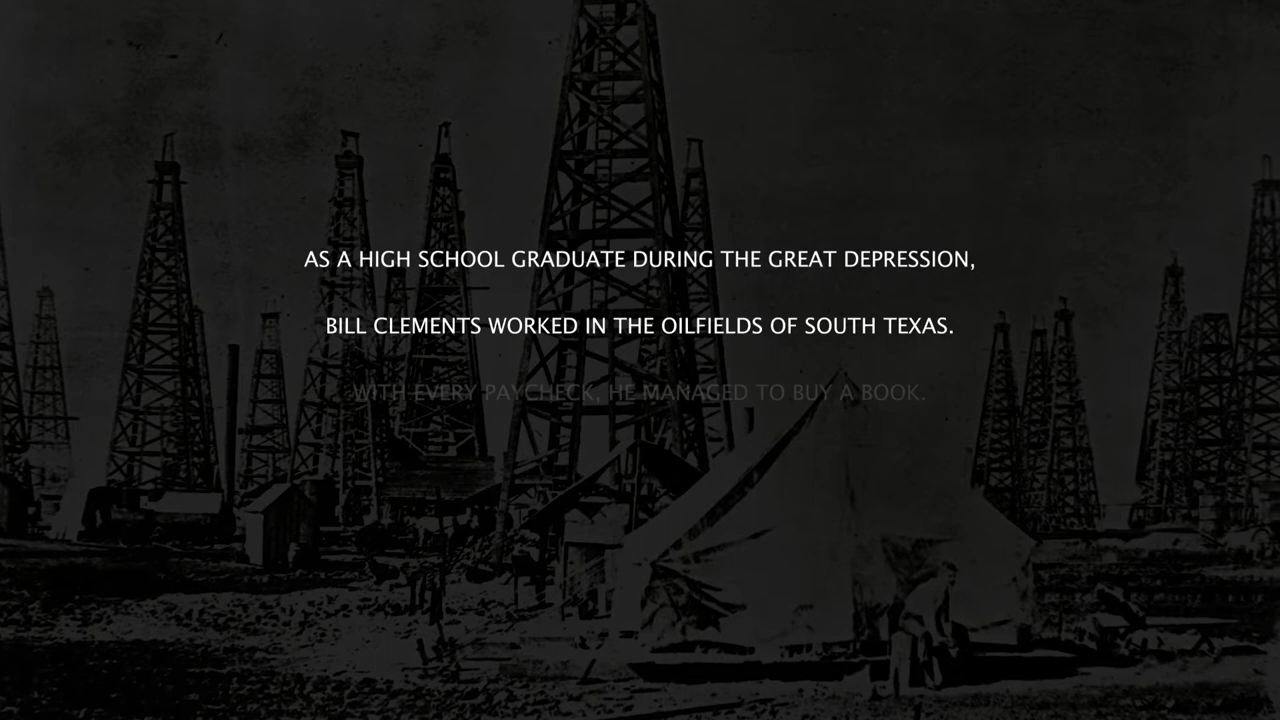 AS A HIGH SCHOOL GRADUATE DURING THE GREAT DEPRESSION,
BILL CLEMENTS WORKED IN THE OILFIELDS OF SOUTH TEXAS.
WITH EVERY PAYCHECK, HE MANAGED TO BUY A BOOK.